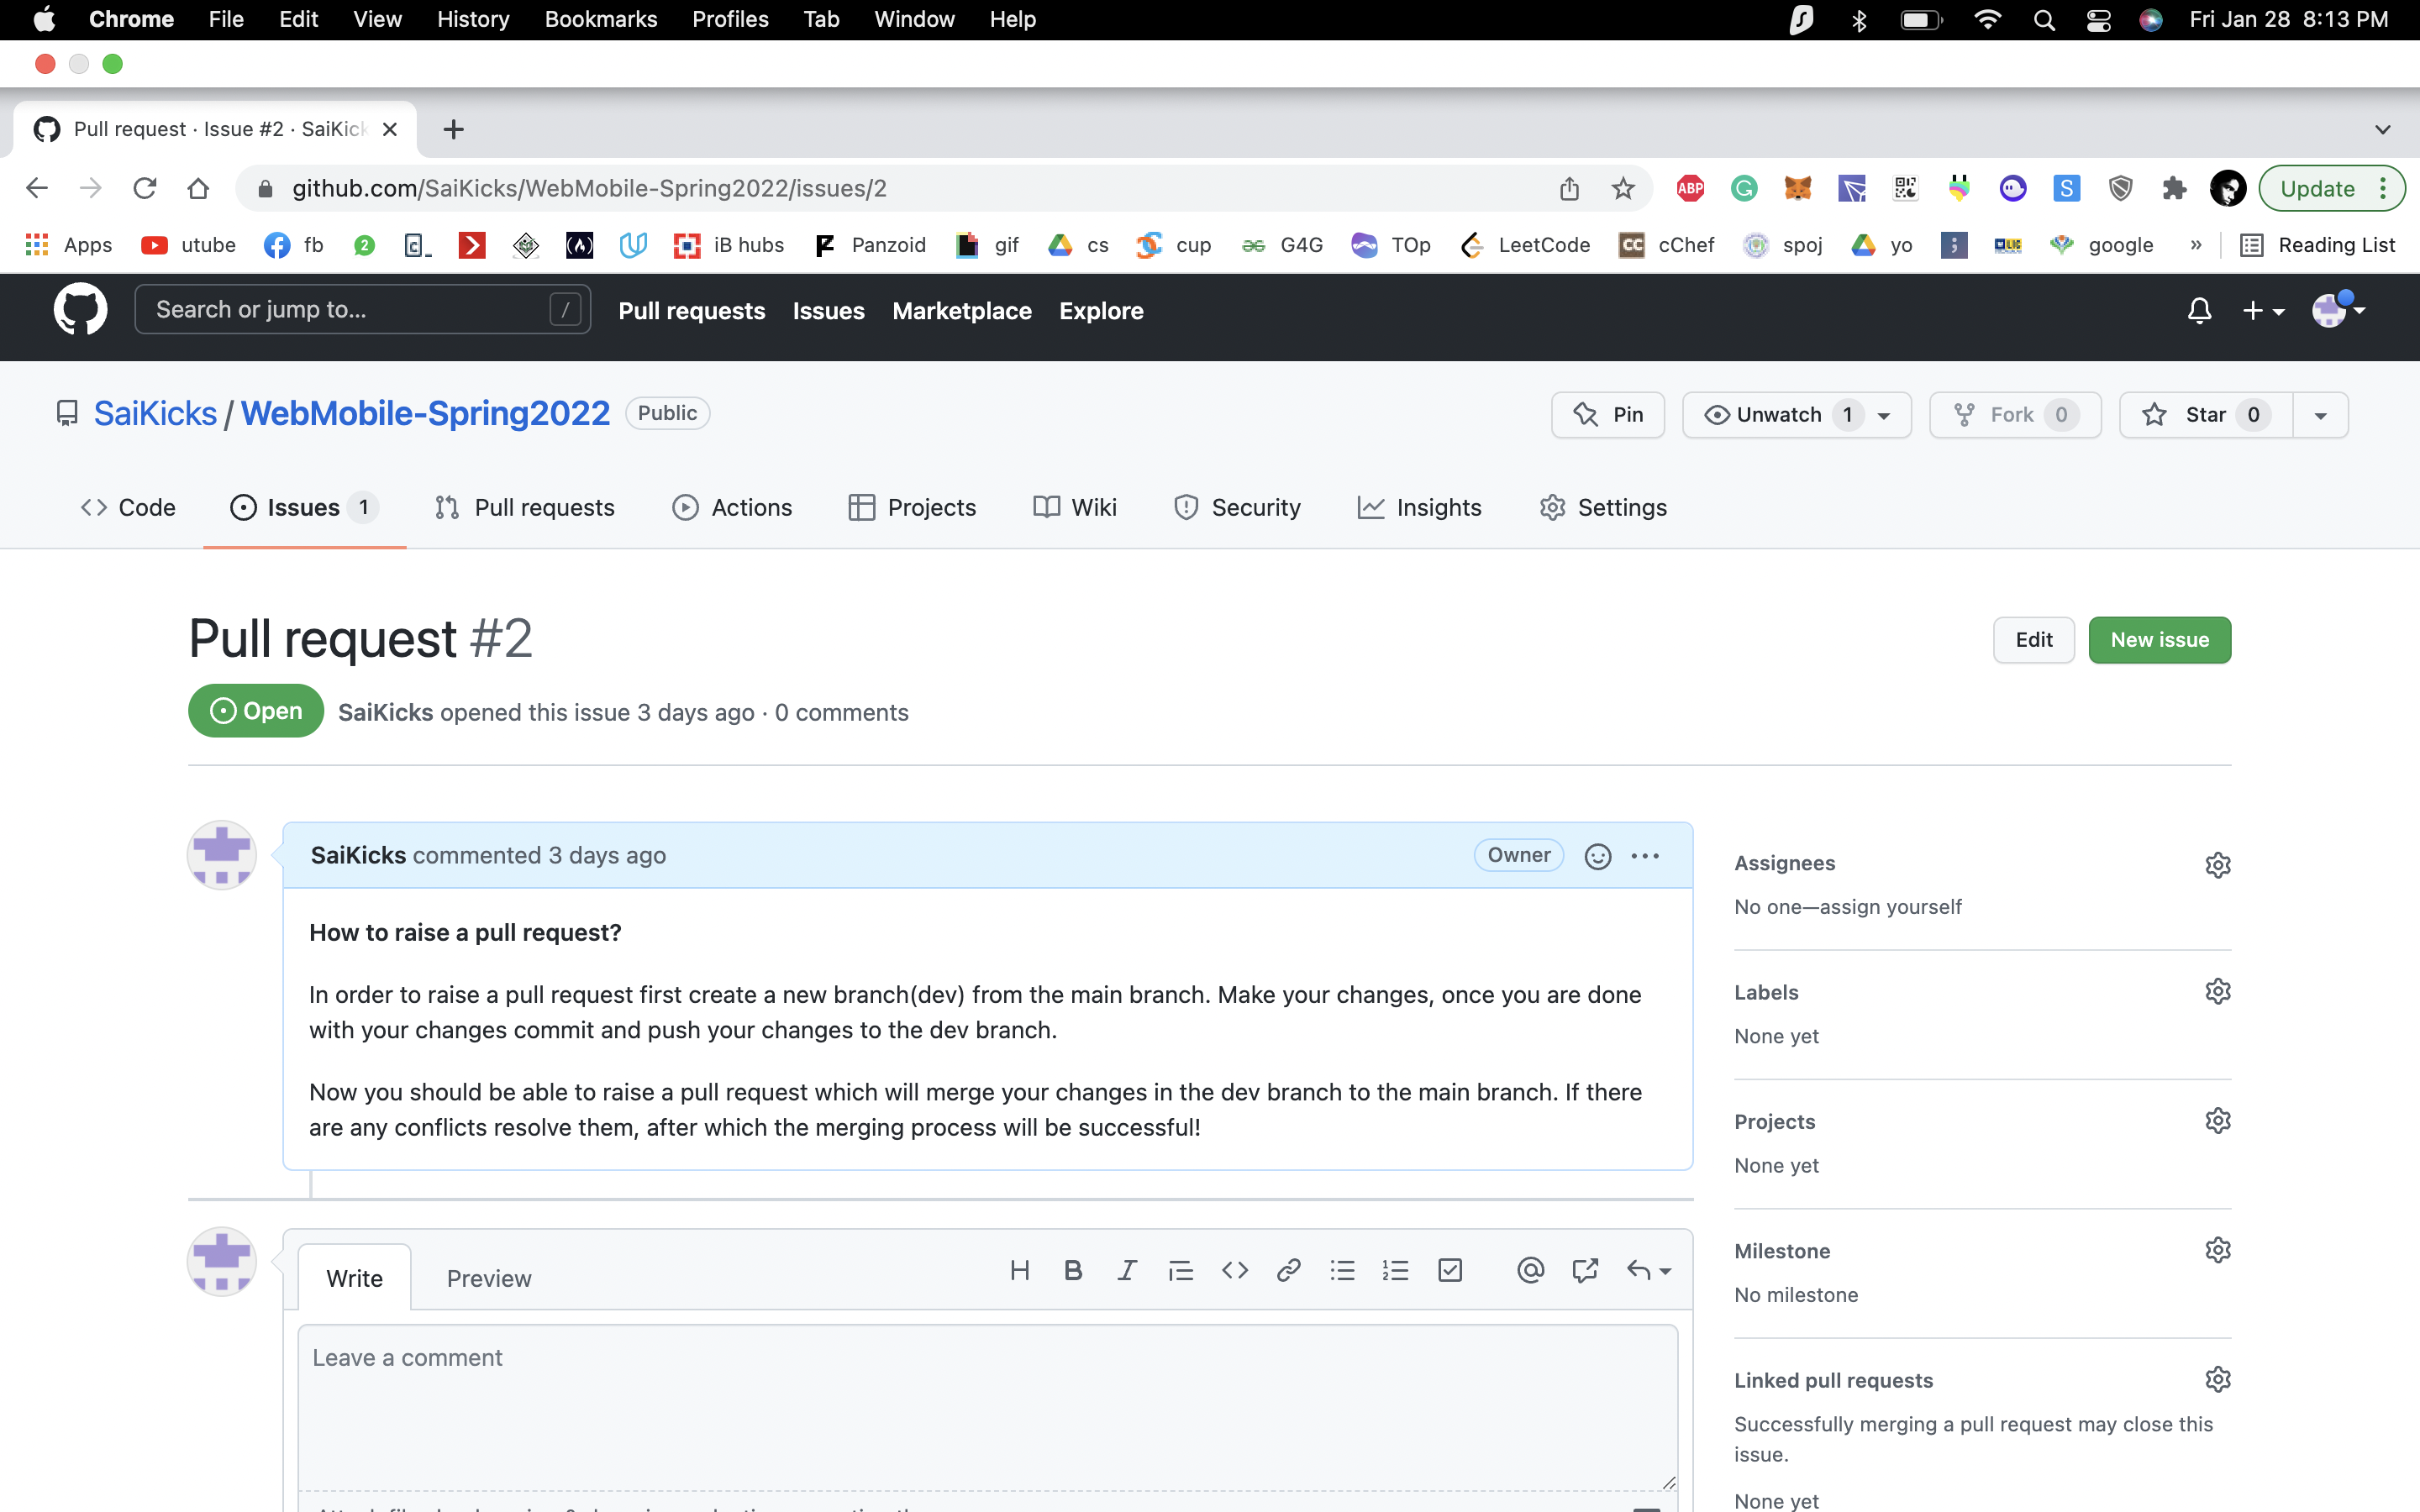 Chrome File Edit View History Bookmarks Profiles Tab Window Help Fri Jan 28 8:13 PM
Pull request · Issue #2 · SaiKick
github.com/SaiKicks/WebMobile-Spring2022/issues/2 ABP G S Update
Apps utube fb 2 iB hubs Panzoid gif cs cup G4G TOp LeetCode CC cChef spoj yo google » Reading List
Search or jump to... / Pull requests Issues Marketplace Explore
SaiKicks / WebMobile-Spring2022 Public Pin Unwatch 1 Fork 0 Star 0
Code Issues 1 Pull requests Actions Projects Wiki Security Insights Settings
Pull request #2 Edit New issue
Open SaiKicks opened this issue 3 days ago · 0 comments
SaiKicks commented 3 days ago Owner
How to raise a pull request?
In order to raise a pull request first create a new branch(dev) from the main branch. Make your changes, once you are done
with your changes commit and push your changes to the dev branch.
Now you should be able to raise a pull request which will merge your changes in the dev branch to the main branch. If there
are any conflicts resolve them, after which the merging process will be successful!
Assignees
No one—assign yourself
Labels
None yet
Projects
None yet
Milestone
No milestone
Linked pull requests
Successfully merging a pull request may close this
issue.
None yet
Write Preview
Leave a comment